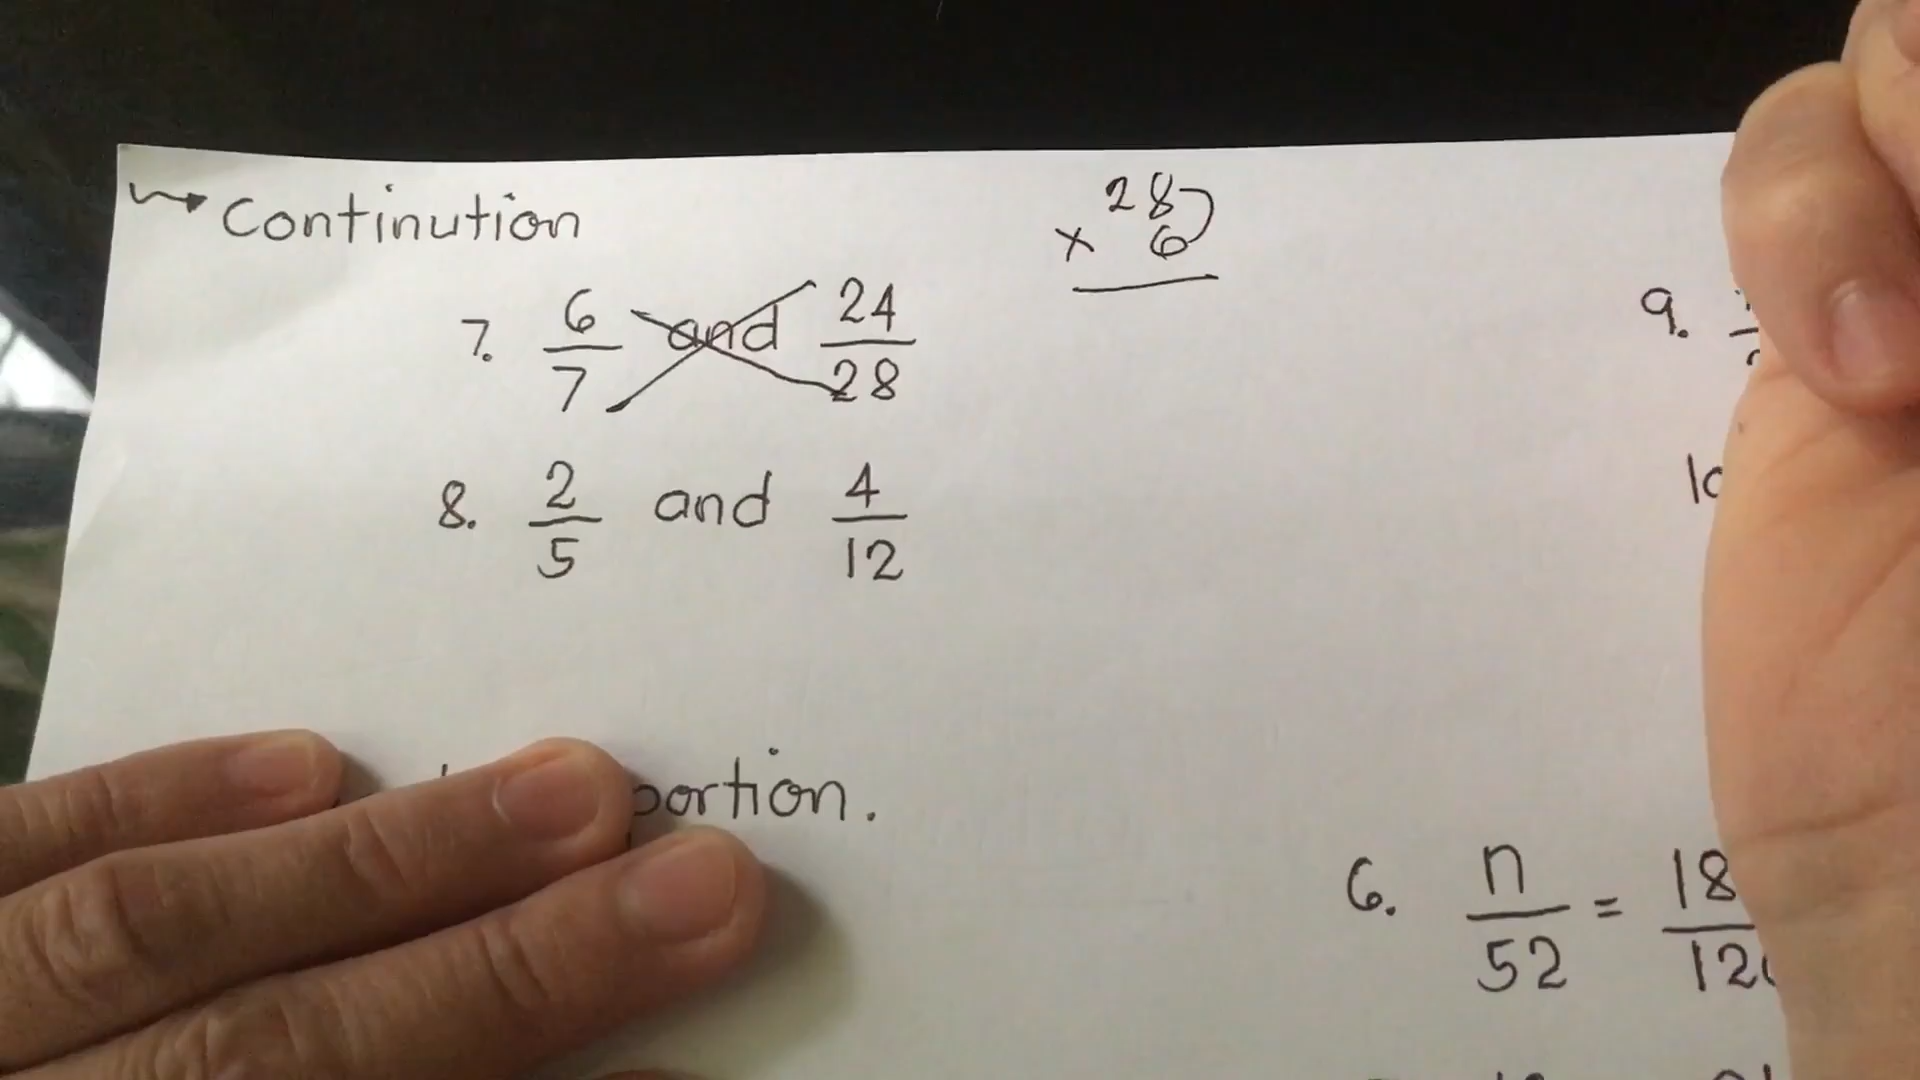 Continution
28
× 6
7. 6/7 and 24/28
9.
8. 2/5 and 4/12
portion.
6. n/52 = 18/12